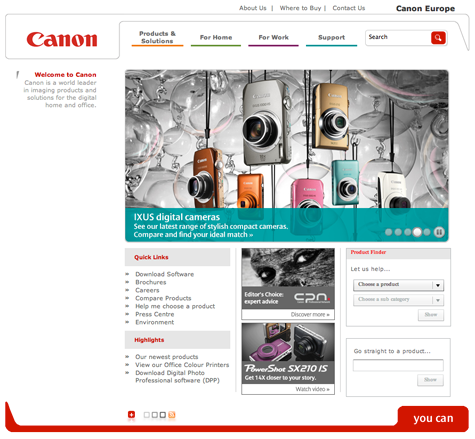 About Us | Where to Buy | Contact Us
Canon Europe
Canon
Products &
Solutions
For Home
For Work
Support
Search
Welcome to Canon
Canon is a world leader
in imaging products and
solutions for the digital
home and office.
IXUS digital cameras
See our latest range of stylish compact cameras.
Compare and find your ideal match »
Quick Links
Download Software
Brochures
Careers
Compare Products
Help me choose a product
Press Centre
Environment
Highlights
Our newest products
View our Office Colour Printers
Download Digital Photo
Professional software (DPP)
Editor's Choice:
expert advice
cpn
Discover more »
PowerShot SX210 IS
Get 14X closer to your story.
Watch video »
Product Finder
Let us help...
Choose a product
Choose a sub category
Show
Go straight to a product...
Show
you can